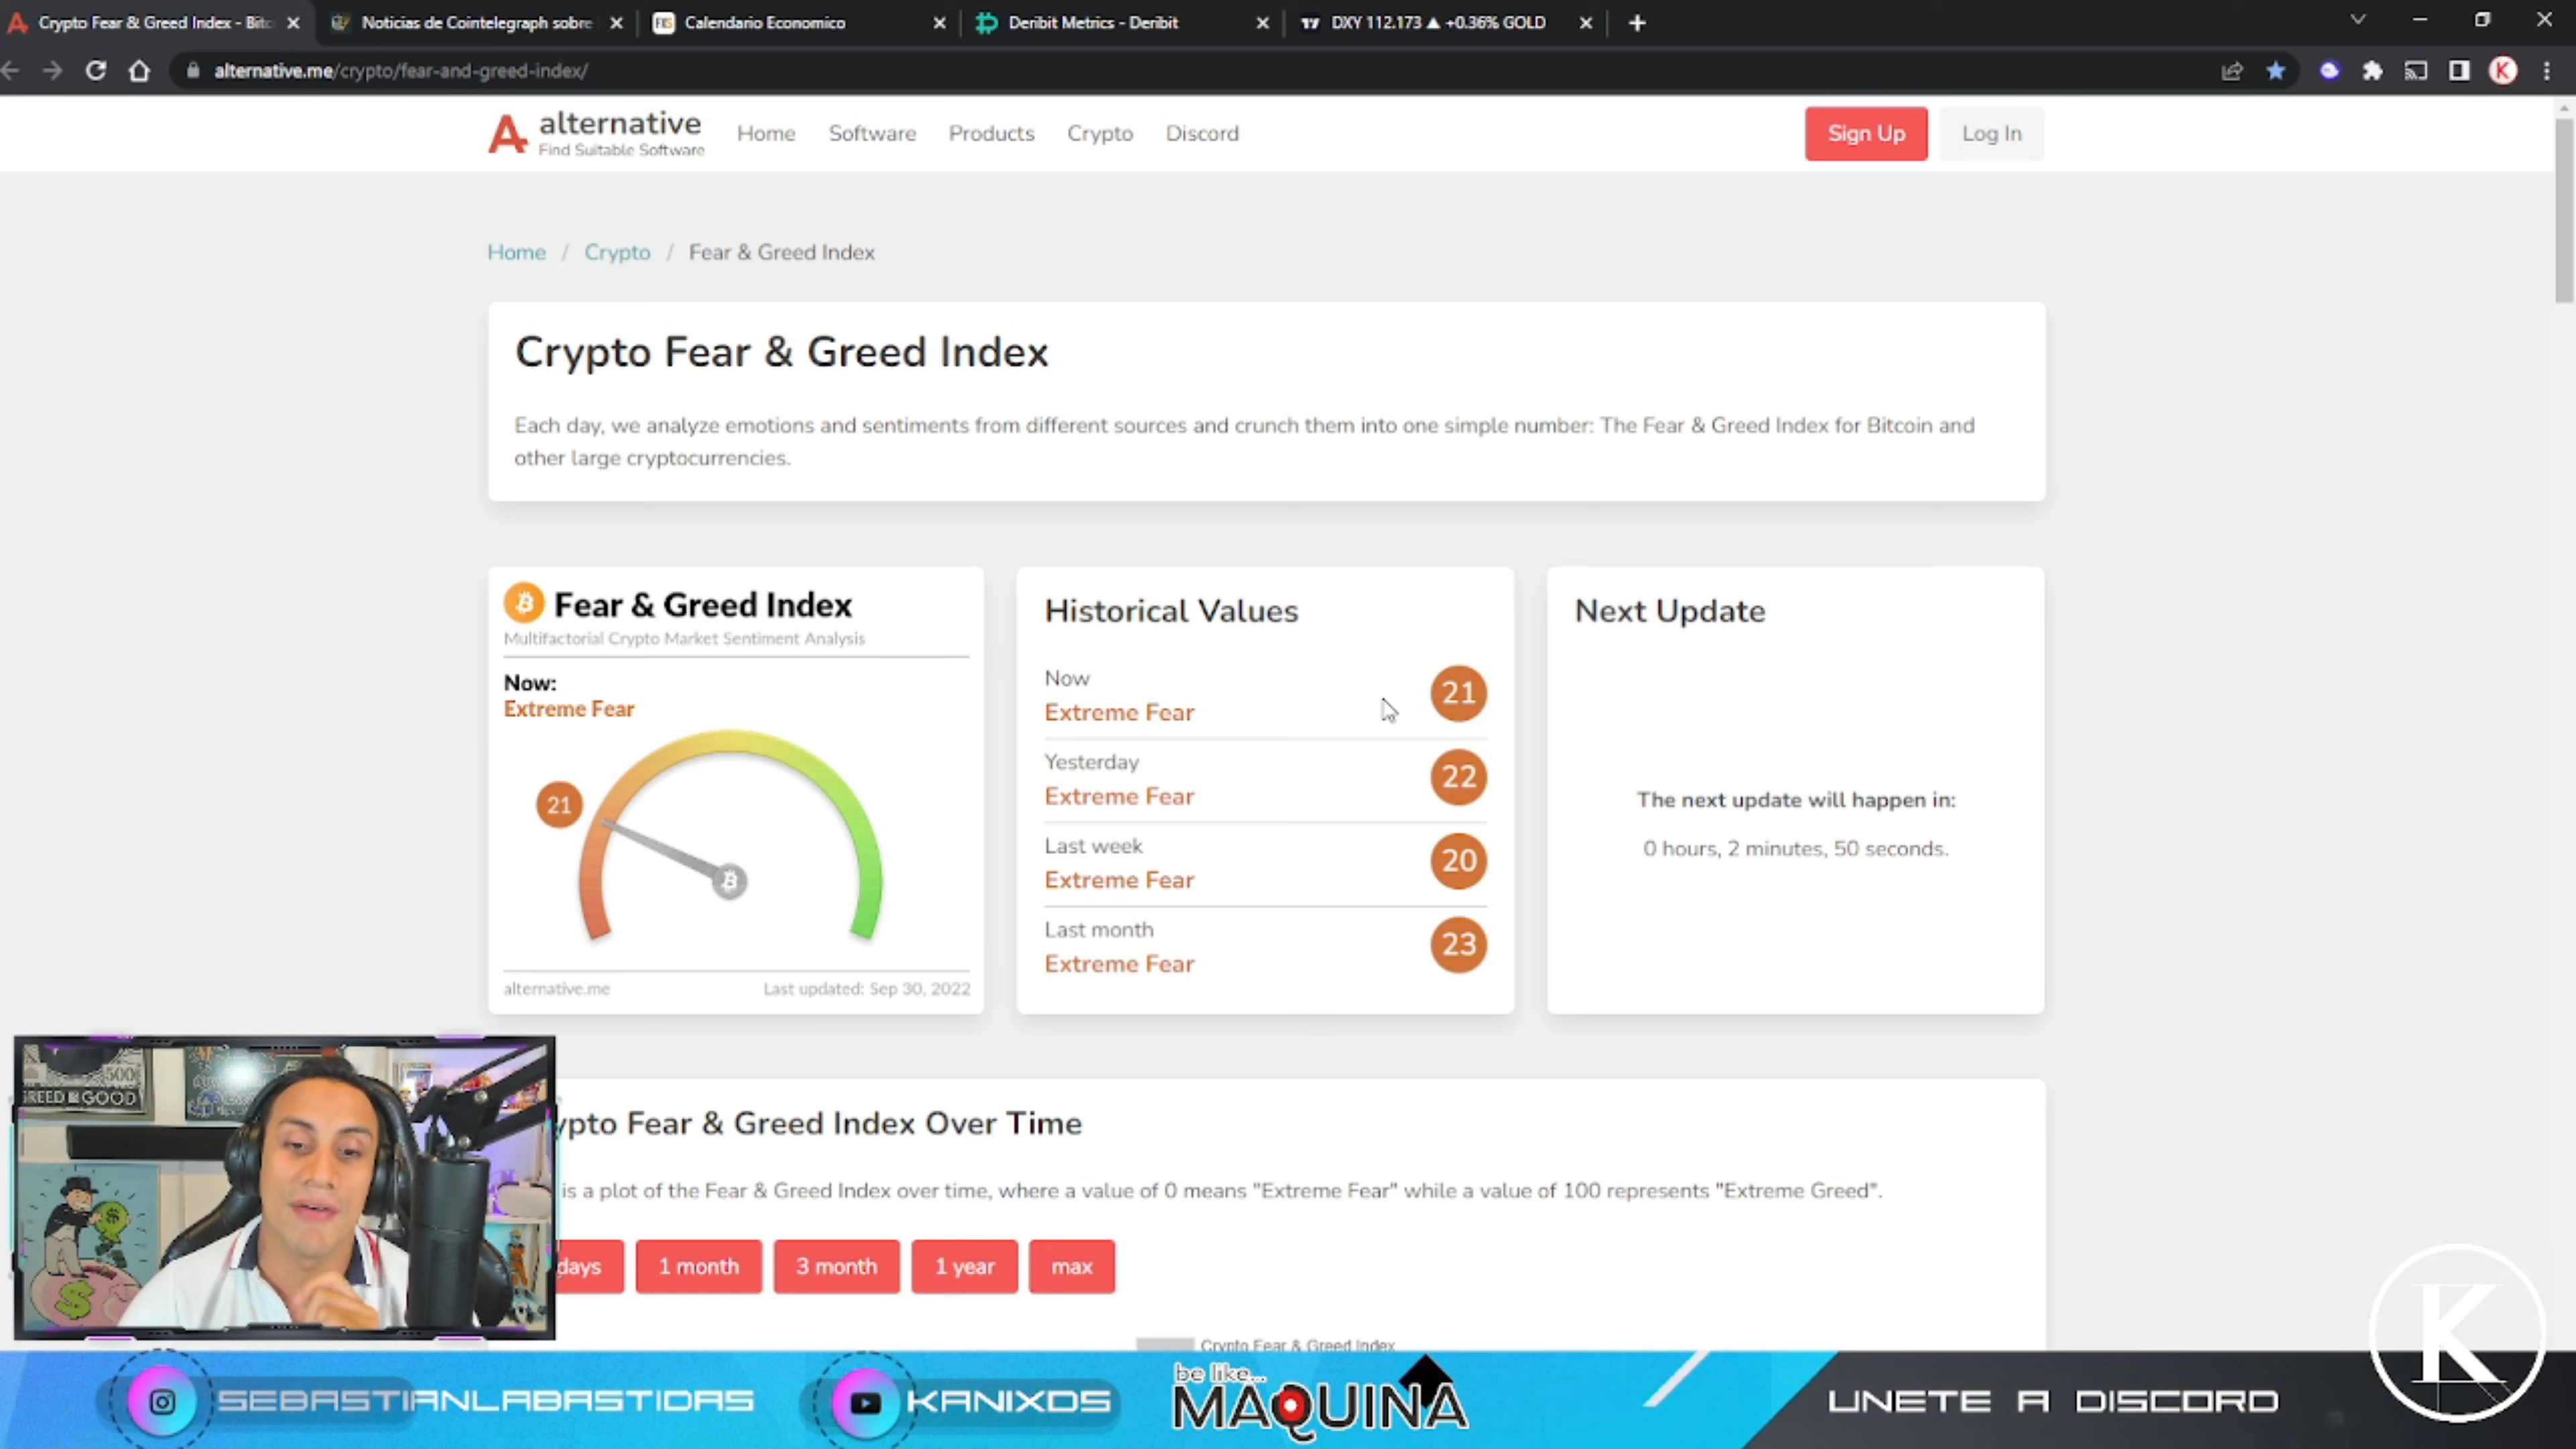 Crypto Fear & Greed Index - Bitc
Noticias de Cointelegraph sobre
Calendario Economico
Deribit Metrics - Deribit
DXY 112.173 ▲ +0.36% GOLD
alternative.me/crypto/fear-and-greed-index/
K
alternative
Find Suitable Software
Home
Software
Products
Crypto
Discord
Sign Up
Log In
Home / Crypto / Fear & Greed Index
Crypto Fear & Greed Index
Each day, we analyze emotions and sentiments from different sources and crunch them into one simple number: The Fear & Greed Index for Bitcoin and
other large cryptocurrencies.
Fear & Greed Index
Multifactorial Crypto Market Sentiment Analysis
Now:
Extreme Fear
21
alternative.me
Last updated: Sep 30, 2022
Historical Values
Now
Extreme Fear
21
Yesterday
Extreme Fear
22
Last week
Extreme Fear
20
Last month
Extreme Fear
23
Next Update
The next update will happen in:
0 hours, 2 minutes, 50 seconds.
ypto Fear & Greed Index Over Time
is a plot of the Fear & Greed Index over time, where a value of 0 means "Extreme Fear" while a value of 100 represents "Extreme Greed".
days
1 month
3 month
1 year
max
Crypto Fear & Greed Index
500
GREED IS GOOD
SEBASTIANLABASTIDAS
KANIXDS
be like...
MAQUINA
UNETE A DISCORD
K